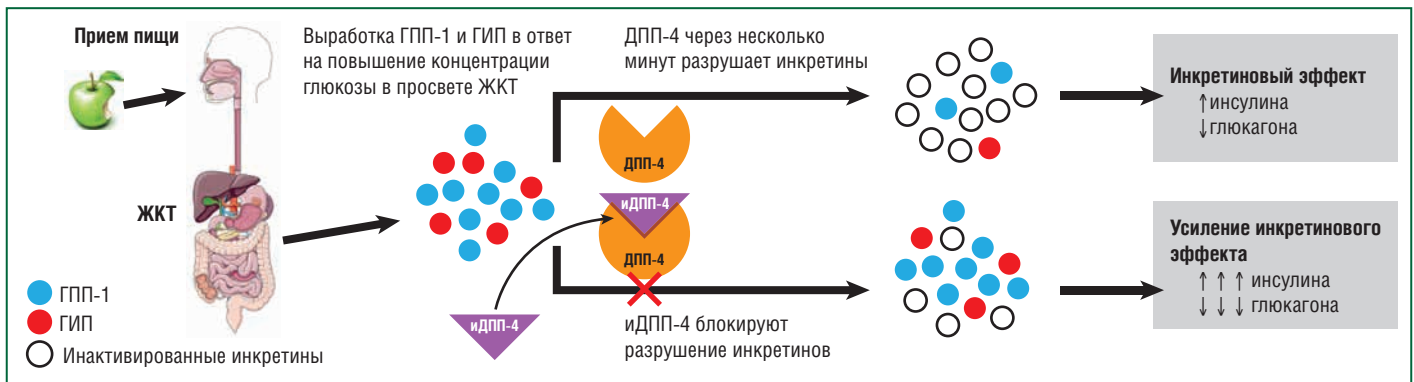 Прием пищи
ЖКТ
ГПП-1
ГИП
Инактивированные инкретины
Выработка ГПП-1 и ГИП в ответ
на повышение концентрации
глюкозы в просвете ЖКТ
ДПП-4 через несколько
минут разрушает инкретины
ДПП-4
иДПП-4
ДПП-4
иДПП-4
иДПП-4 блокируют
разрушение инкретинов
Инкретиновый эффект
↑инсулина
↓глюкагона
Усиление инкретинового
эффекта
↑ ↑ ↑ инсулина
↓ ↓ ↓ глюкагона